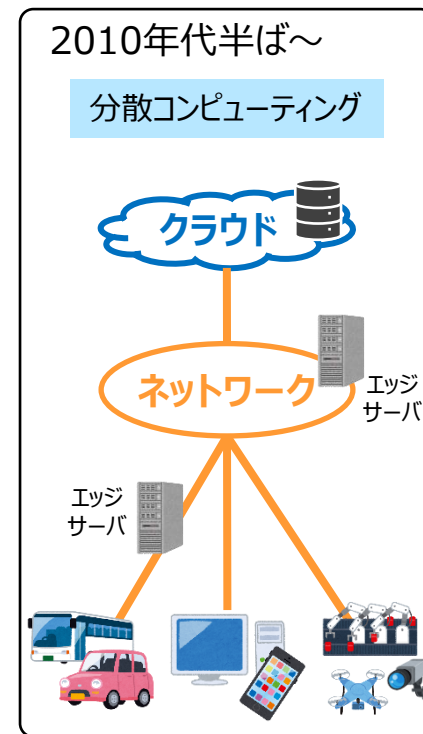 2010年代半ば～
分散コンピューティング
クラウド
ネットワーク
エッジ
サーバ
エッジ
サーバ